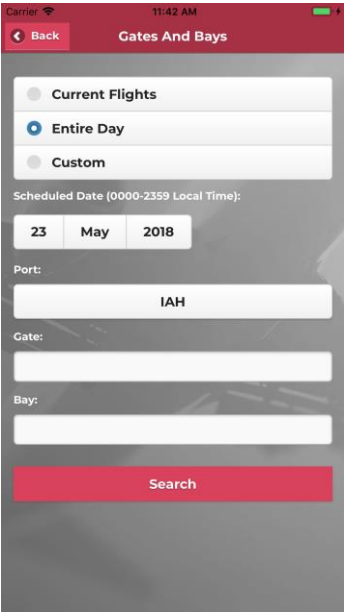 Carrier 11:42 AM
Back Gates And Bays
Current Flights
Entire Day
Custom
Scheduled Date (0000-2359 Local Time):
23 May 2018
Port:
IAH
Gate:
Bay:
Search